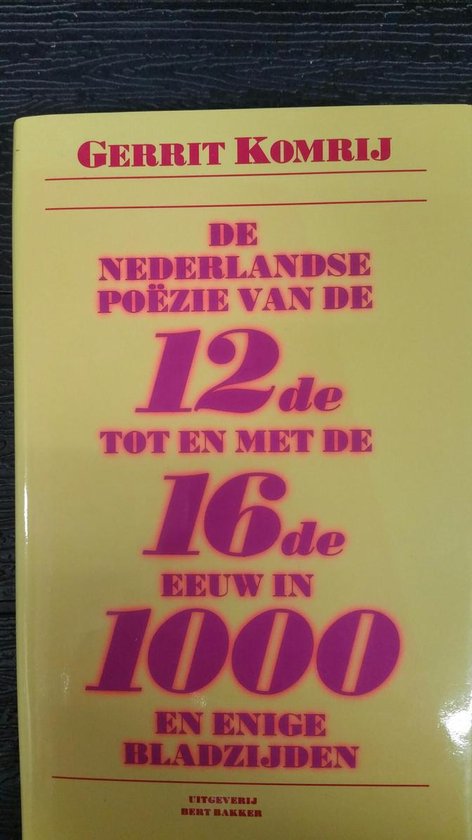 GERRIT KOMRIJ
DE
NEDERLANDSE
POËZIE VAN DE
12de
TOT EN MET DE
16de
EEUW IN
1000
EN ENIGE
BLADZIJDEN
UITGEVERIJ
BERT BAKKER